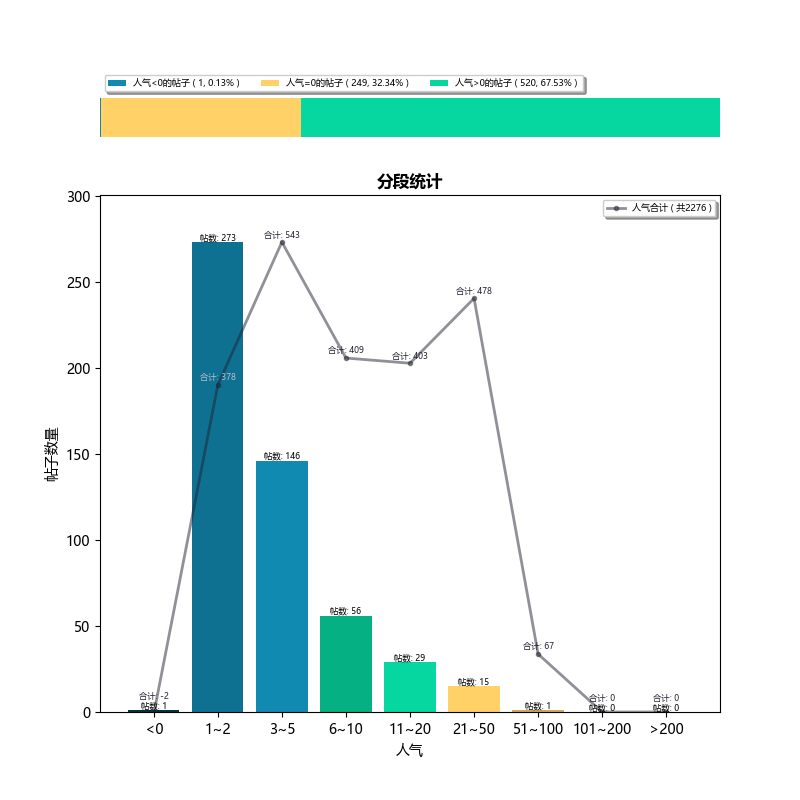 人气<0的帖子 ( 1, 0.13% ) 人气=0的帖子 ( 249, 32.34% ) 人气>0的帖子 ( 520, 67.53% )
分段统计
人气合计 ( 共2276 )
300
250
200
150
100
50
0
帖子数量
帖数: 273
合计: 543
合计: 478
合计: 409
合计: 403
合计: 378
帖数: 146
帖数: 56
合计: 67
帖数: 29
帖数: 15
合计: -2
帖数: 1
帖数: 1
合计: 0
帖数: 0
合计: 0
帖数: 0
<0 1~2 3~5 6~10 11~20 21~50 51~100 101~200 >200
人气